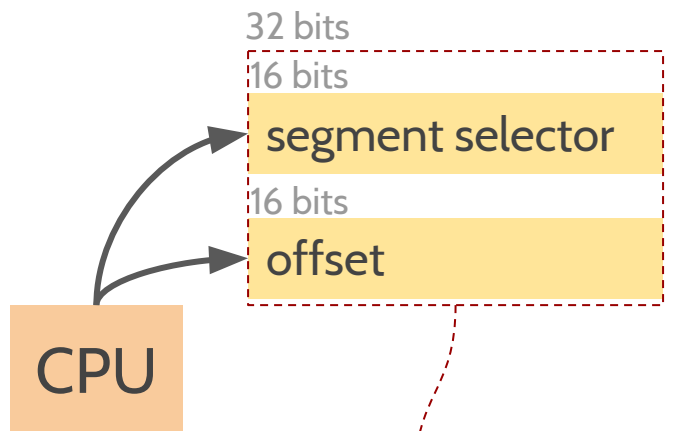 32 bits
16 bits
segment selector
16 bits
offset
CPU